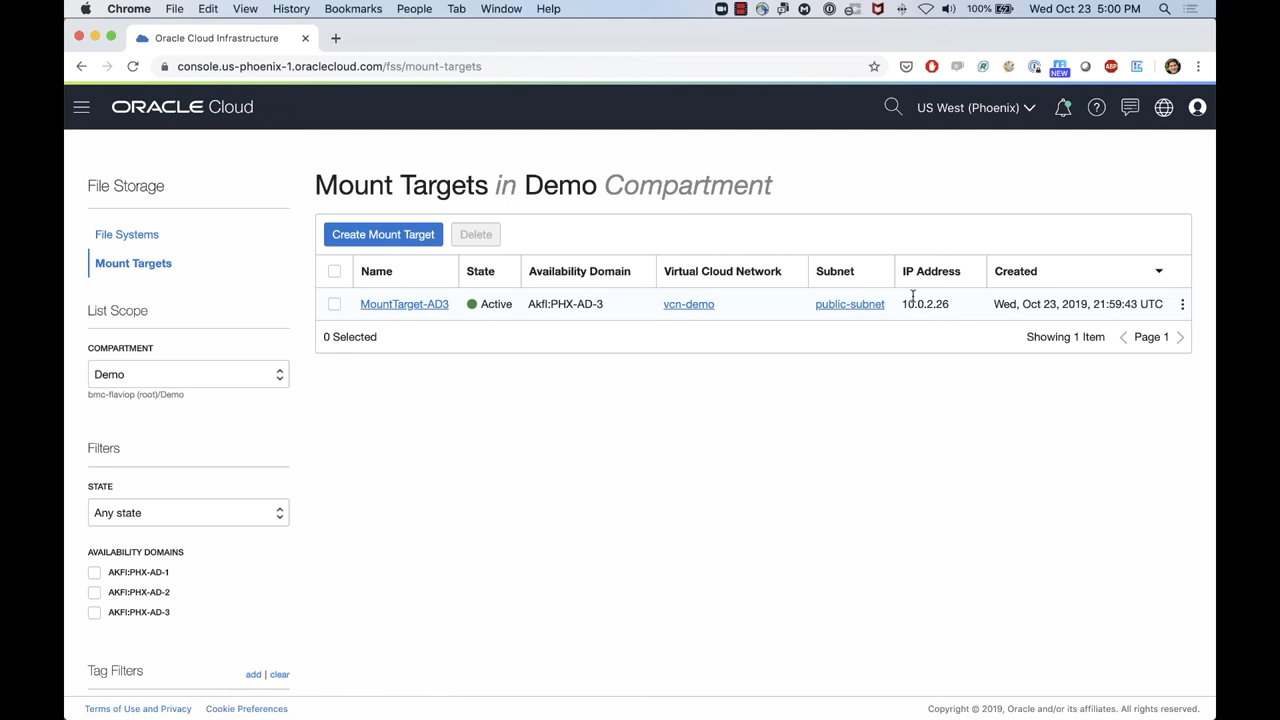 Chrome File Edit View History Bookmarks People Tab Window Help 100% Wed Oct 23 5:00 PM
Oracle Cloud Infrastructure
console.us-phoenix-1.oraclecloud.com/fss/mount-targets
NEW ABP
ORACLE Cloud US West (Phoenix)
File Storage
File Systems
Mount Targets
List Scope
COMPARTMENT
Demo
bmc-flaviop (root)/Demo
Filters
STATE
Any state
AVAILABILITY DOMAINS
AKFI:PHX-AD-1
AKFI:PHX-AD-2
AKFI:PHX-AD-3
Tag Filters add | clear
Mount Targets in Demo Compartment
Create Mount Target Delete
Name State Availability Domain Virtual Cloud Network Subnet IP Address Created
MountTarget-AD3 Active AkfI:PHX-AD-3 vcn-demo public-subnet 10.0.2.26 Wed, Oct 23, 2019, 21:59:43 UTC
0 Selected Showing 1 Item Page 1
Terms of Use and Privacy Cookie Preferences Copyright © 2019, Oracle and/or its affiliates. All rights reserved.